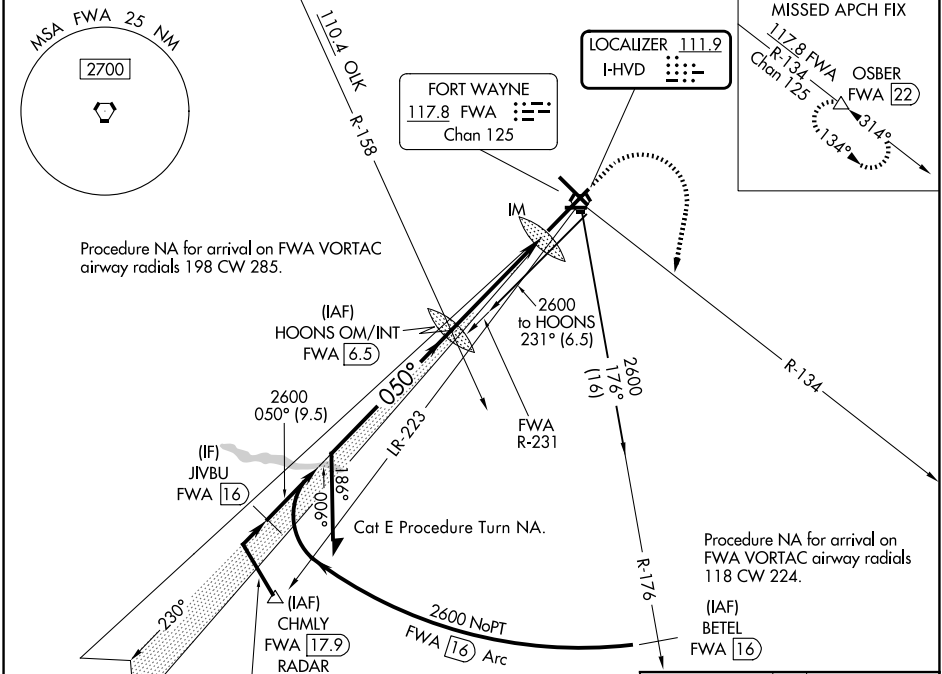 MSA FWA 25 NM
2700
110.4 OLK
R-158
FORT WAYNE
117.8 FWA
Chan 125
LOCALIZER 111.9
I-HVD
MISSED APCH FIX
117.8 FWA
R-134
Chan 125
OSBER
FWA 22
314°
134°
Procedure NA for arrival on FWA VORTAC
airway radials 198 CW 285.
IM
(IAF)
HOONS OM/INT
FWA 6.5
2600
to HOONS
231° (6.5)
2600
176°
(16)
R-134
050°
2600
050° (9.5)
LR-223
FWA
R-231
(IF)
JIVBU
FWA 16
006°
186°
Cat E Procedure Turn NA.
Procedure NA for arrival on
FWA VORTAC airway radials
118 CW 224.
R-176
230°
(IAF)
CHMLY
FWA 17.9
RADAR
2600 NoPT
FWA 16 Arc
(IAF)
BETEL
FWA 16